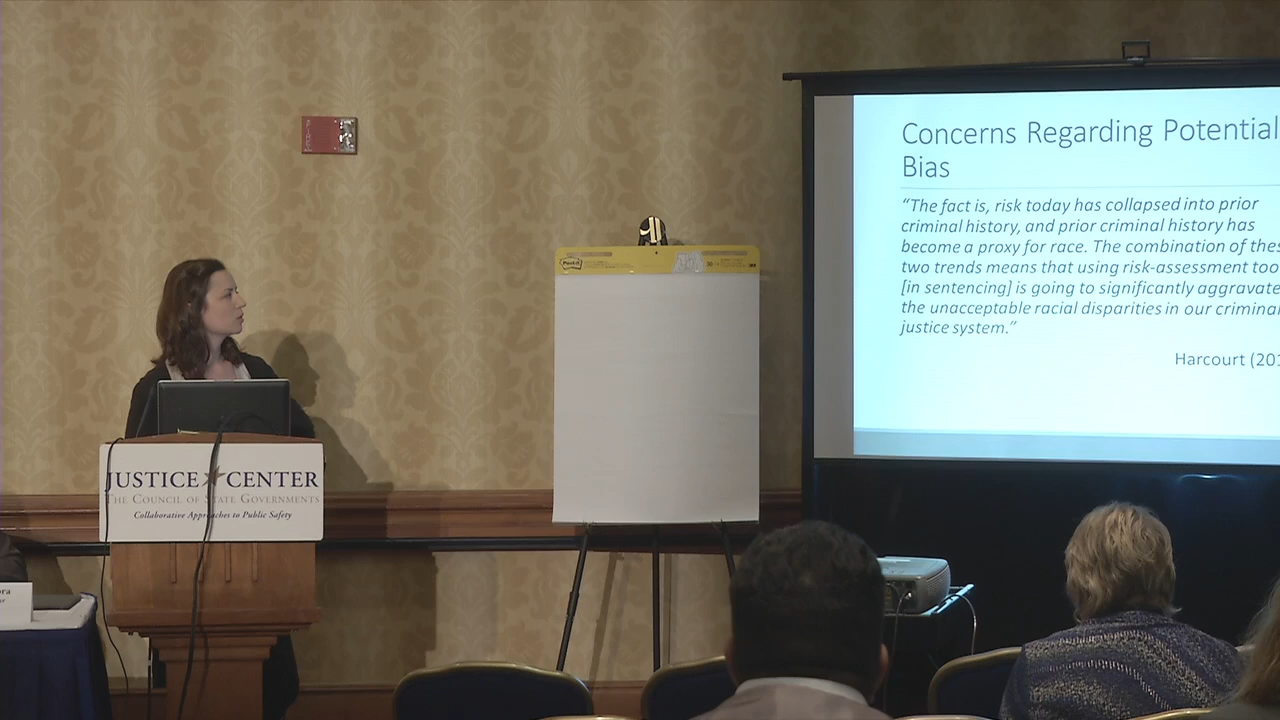 FIRE
Post-it
Concerns Regarding Potential
Bias
“The fact is, risk today has collapsed into prior
criminal history, and prior criminal history has
become a proxy for race. The combination of thes
two trends means that using risk-assessment too
[in sentencing] is going to significantly aggravate
the unacceptable racial disparities in our criminal
justice system.”
Harcourt (201
JUSTICE CENTER
THE COUNCIL OF STATE GOVERNMENTS
Collaborative Approaches to Public Safety
ora